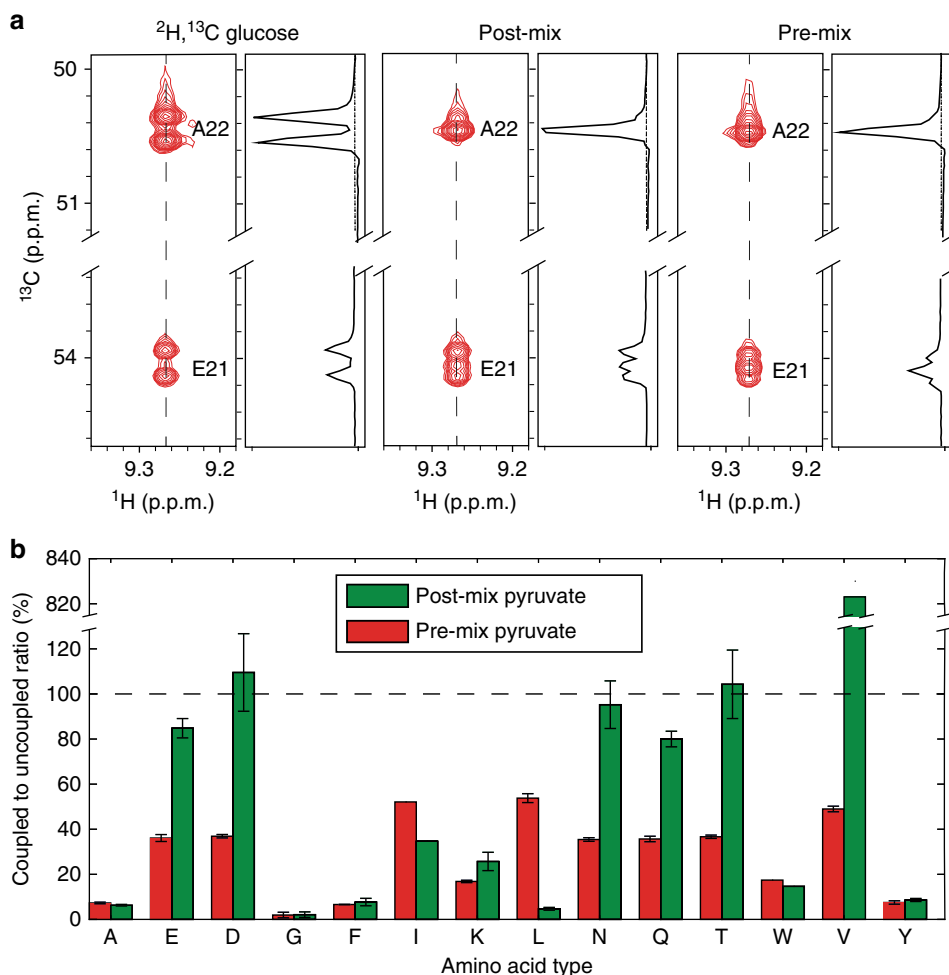 a
²H,¹³C glucose Post-mix Pre-mix
50
51
54
¹³C (p.p.m.)
A22 A22 A22
E21 E21 E21
9.3 9.2 9.3 9.2 9.3 9.2
¹H (p.p.m.) ¹H (p.p.m.) ¹H (p.p.m.)
b
840
820
120
100
80
60
40
20
0
Coupled to uncoupled ratio (%)
Post-mix pyruvate
Pre-mix pyruvate
A E D G F I K L N Q T W V Y
Amino acid type